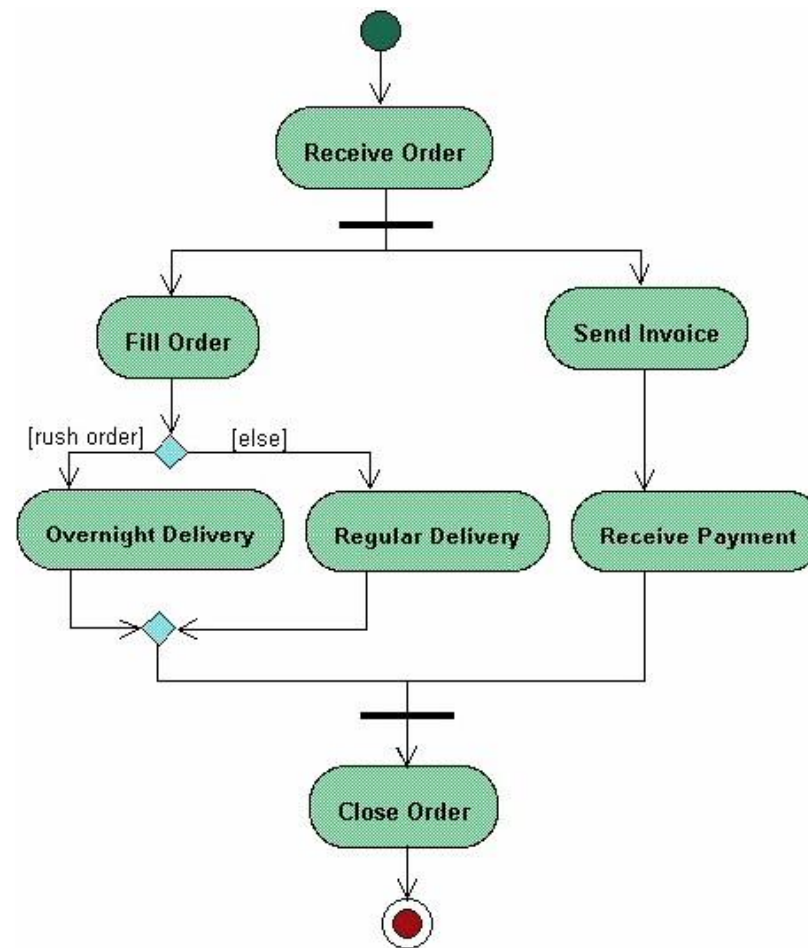 Receive Order
Fill Order
Send Invoice
[rush order]
[else]
Overnight Delivery
Regular Delivery
Receive Payment
Close Order